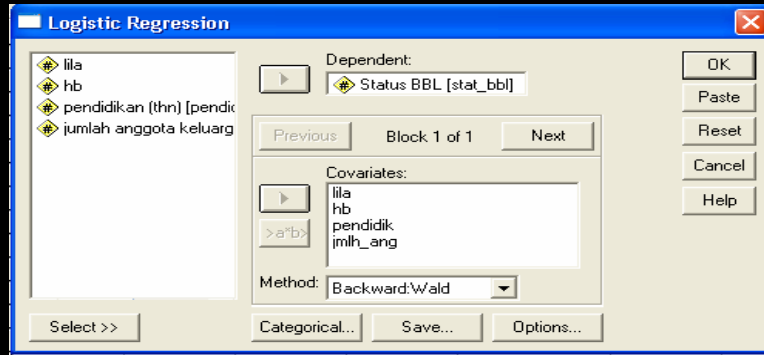 Logistic Regression
lila
hb
pendidikan (thn) [pendic
jumlah anggota keluarg
Dependent:
Status BBL [stat_bbl]
Previous
Block 1 of 1
Next
Covariates:
lila
hb
pendidik
jmlh_ang
>a*b>
Method:
Backward:Wald
Select >>
Categorical...
Save...
Options...
OK
Paste
Reset
Cancel
Help